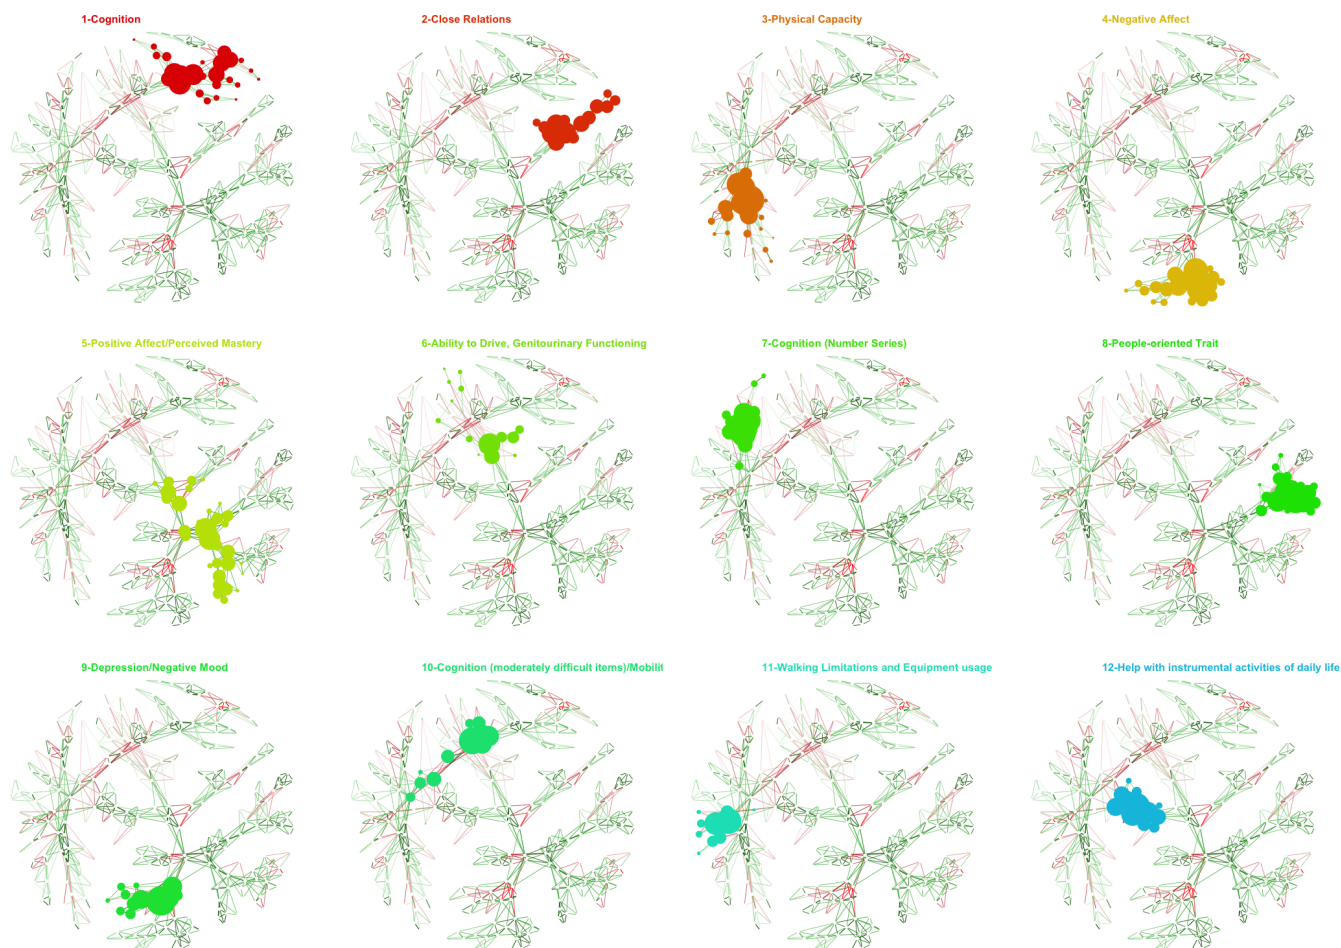 1-Cognition
2-Close Relations
3-Physical Capacity
4-Negative Affect
5-Positive Affect/Perceived Mastery
6-Ability to Drive, Genitourinary Functioning
7-Cognition (Number Series)
8-People-oriented Trait
9-Depression/Negative Mood
10-Cognition (moderately difficult items)/Mobilit
11-Walking Limitations and Equipment usage
12-Help with instrumental activities of daily life